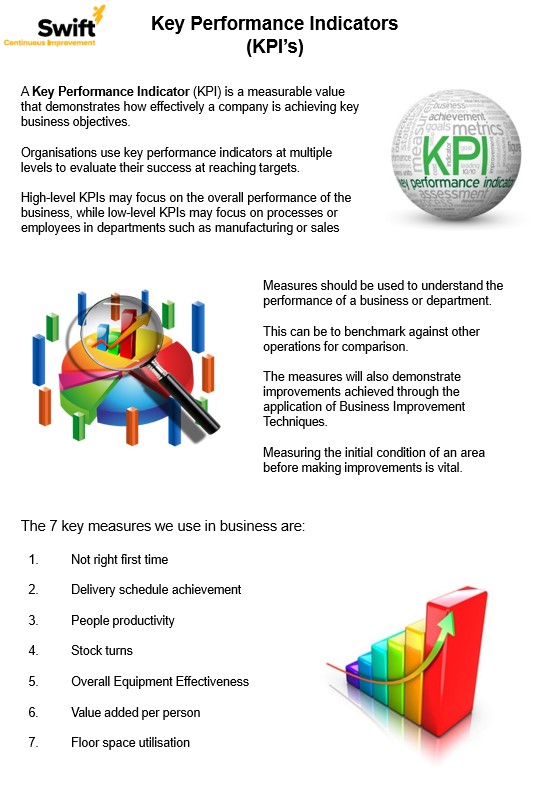 Swift
Continuous Improvement
Key Performance Indicators
(KPI's)
A Key Performance Indicator (KPI) is a measurable value
that demonstrates how effectively a company is achieving key
business objectives.
Organisations use key performance indicators at multiple
levels to evaluate their success at reaching targets.
High-level KPIs may focus on the overall performance of the
business, while low-level KPIs may focus on processes or
employees in departments such as manufacturing or sales
business
achievement
goals metrics
measure
KPI
key performance indicator
assessment
Measures should be used to understand the
performance of a business or department.
This can be to benchmark against other
operations for comparison.
The measures will also demonstrate
improvements achieved through the
application of Business Improvement
Techniques.
Measuring the initial condition of an area
before making improvements is vital.
The 7 key measures we use in business are:
1. Not right first time
2. Delivery schedule achievement
3. People productivity
4. Stock turns
5. Overall Equipment Effectiveness
6. Value added per person
7. Floor space utilisation